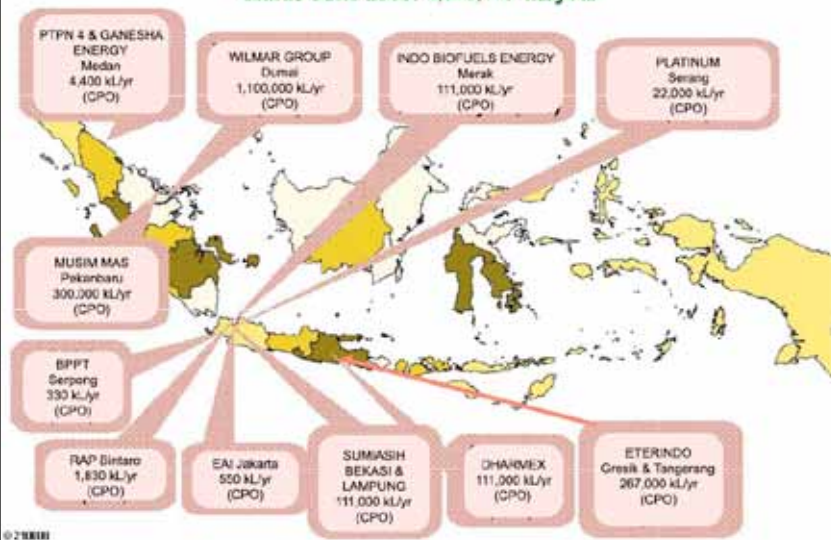 PTPN 4 & GANESHA
ENERGY
Medan
4,400 kL/yr
(CPO)
WILMAR GROUP
Dumai
1,100,000 kL/yr
(CPO)
INDO BIOFUELS ENERGY
Merak
111,000 kL/yr
(CPO)
PLATINUM
Serang
22,000 kL/yr
(CPO)
MUSIM MAS
Pekanbaru
300,000 kL/yr
(CPO)
BPPT
Serpong
330 kL/yr
(CPO)
RAP Bintaro
1,830 kL/yr
(CPO)
EAI Jakarta
550 kL/yr
(CPO)
SUMIASIH
BEKASI &
LAMPUNG
111,000 kL/yr
(CPO)
DHARMEX
111,000 kL/yr
(CPO)
ETERINDO
Gresik & Tangerang
267,000 kL/yr
(CPO)